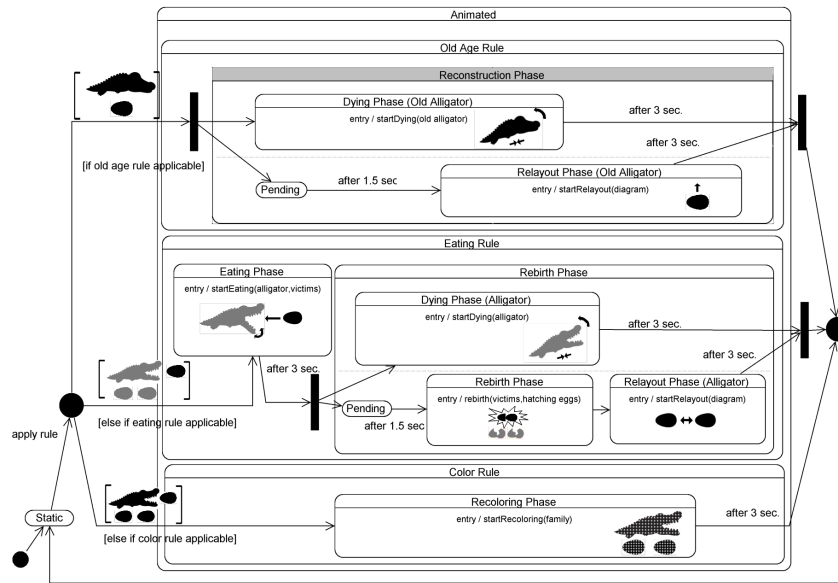 Animated
Old Age Rule
Reconstruction Phase
Dying Phase (Old Alligator)
entry / startDying(old alligator)
after 3 sec.
after 3 sec.
[if old age rule applicable]
Pending
after 1.5 sec
Relayout Phase (Old Alligator)
entry / startRelayout(diagram)
Eating Rule
Eating Phase
entry / startEating(alligator,victims)
Rebirth Phase
Dying Phase (Alligator)
entry / startDying(alligator)
after 3 sec.
after 3 sec.
after 3 sec.
Rebirth Phase
entry / rebirth(victims,hatching eggs)
Relayout Phase (Alligator)
entry / startRelayout(diagram)
Pending
after 1.5 sec
[else if eating rule applicable]
apply rule
Color Rule
Recoloring Phase
entry / startRecoloring(family)
after 3 sec.
Static
[else if color rule applicable]